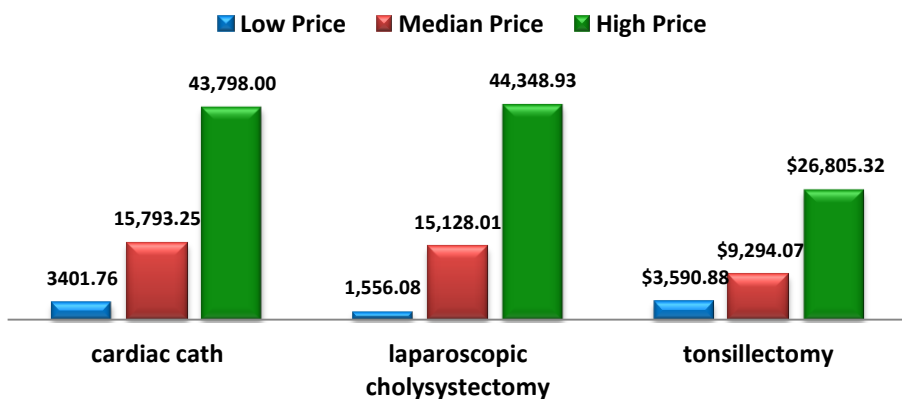 Low Price Median Price High Price
43,798.00
44,348.93
$26,805.32
15,793.25
15,128.01
$9,294.07
3401.76
1,556.08
$3,590.88
cardiac cath
laparoscopic
cholysystectomy
tonsillectomy